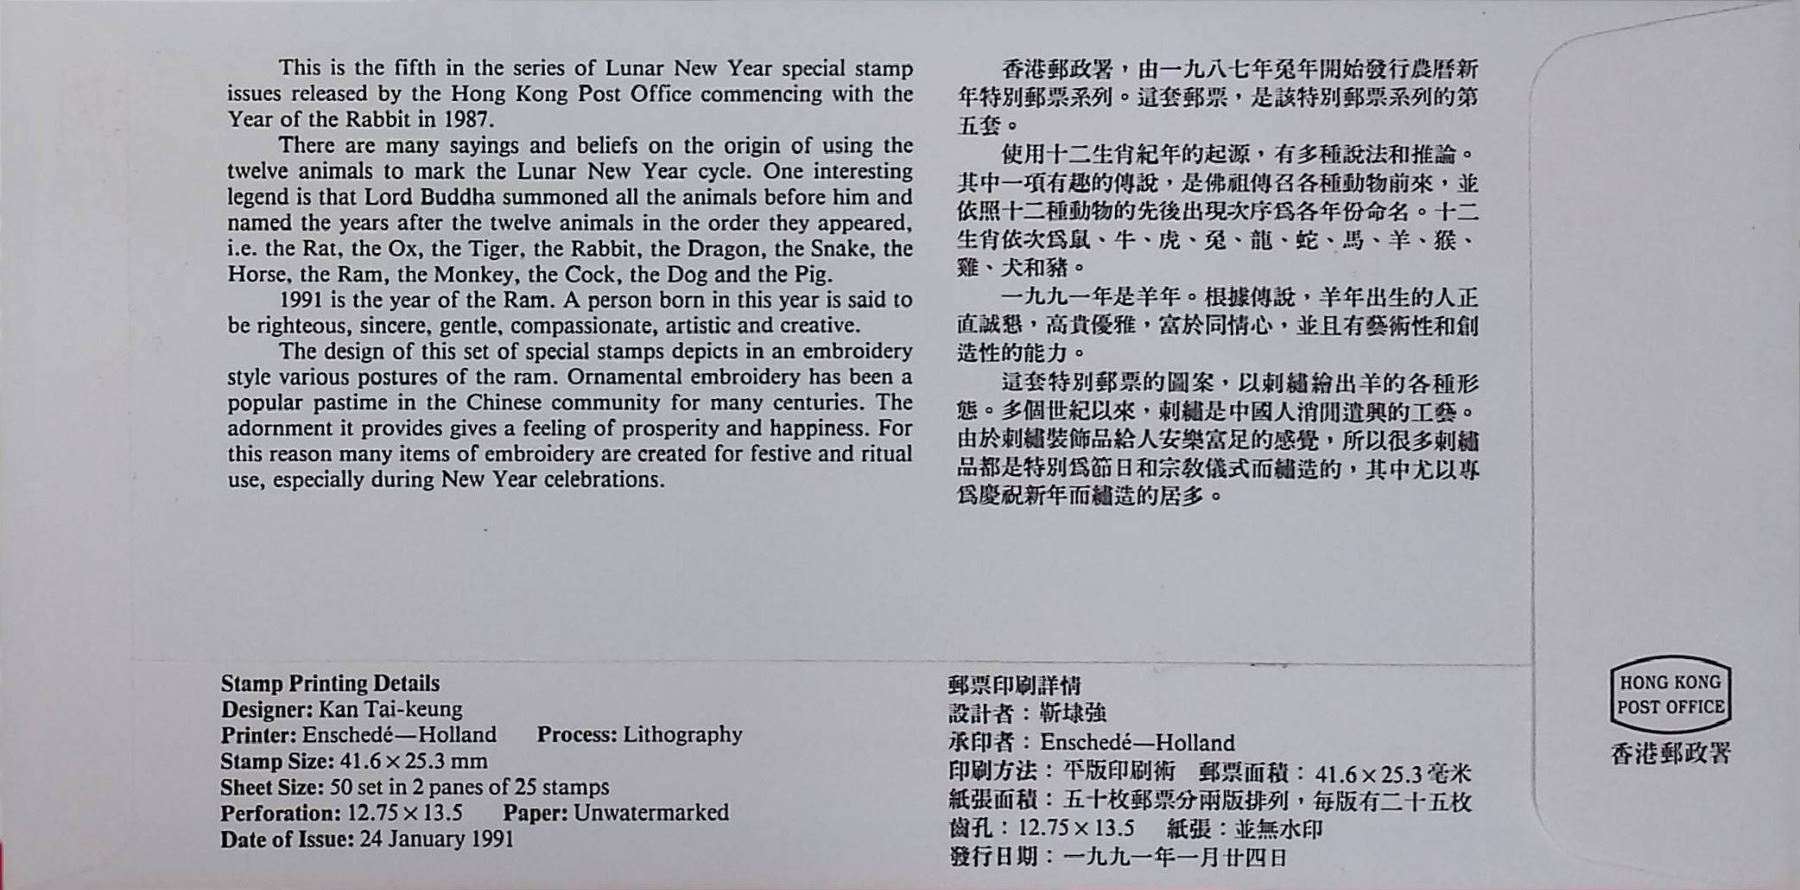 This is the fifth in the series of Lunar New Year special stamp
issues released by the Hong Kong Post Office commencing with the
Year of the Rabbit in 1987.
There are many sayings and beliefs on the origin of using the
twelve animals to mark the Lunar New Year cycle. One interesting
legend is that Lord Buddha summoned all the animals before him and
named the years after the twelve animals in the order they appeared,
i.e. the Rat, the Ox, the Tiger, the Rabbit, the Dragon, the Snake, the
Horse, the Ram, the Monkey, the Cock, the Dog and the Pig.
1991 is the year of the Ram. A person born in this year is said to
be righteous, sincere, gentle, compassionate, artistic and creative.
The design of this set of special stamps depicts in an embroidery
style various postures of the ram. Ornamental embroidery has been a
popular pastime in the Chinese community for many centuries. The
adornment it provides gives a feeling of prosperity and happiness. For
this reason many items of embroidery are created for festive and ritual
use, especially during New Year celebrations.
香港郵政署，由一九八七年兔年開始發行農曆新
年特別郵票系列。這套郵票，是該特別郵票系列的第
五套。
使用十二生肖紀年的起源，有多種說法和推論。
其中一項有趣的傳說，是佛祖傳召各種動物前來，並
依照十二種動物的先後出現次序爲各年份命名。十二
生肖依次爲鼠、牛、虎、兔、龍、蛇、馬、羊、猴、
雞、犬和豬。
一九九一年是羊年。根據傳說，羊年出生的人正
直誠懇，高貴優雅，富於同情心，並且有藝術性和創
造性的能力。
這套特別郵票的圖案，以刺繡繪出羊的各種形
態。多個世紀以來，刺繡是中國人消閒遣興的工藝。
由於刺繡裝飾品給人安樂富足的感覺，所以很多刺繡
品都是特別爲節日和宗教儀式而繡造的，其中尤以專
爲慶祝新年而繡造的居多。
Stamp Printing Details
Designer: Kan Tai-keung
Printer: Enschedé—Holland Process: Lithography
Stamp Size: 41.6 × 25.3 mm
Sheet Size: 50 set in 2 panes of 25 stamps
Perforation: 12.75 × 13.5 Paper: Unwatermarked
Date of Issue: 24 January 1991
郵票印刷詳情
設計者：靳埭強
承印者：Enschedé—Holland
印刷方法：平版印刷術 郵票面積：41.6 × 25.3 毫米
紙張面積：五十枚郵票分兩版排列，每版有二十五枚
齒孔：12.75 × 13.5 紙張：並無水印
發行日期：一九九一年一月廿四日
HONG KONG
POST OFFICE
香港郵政署